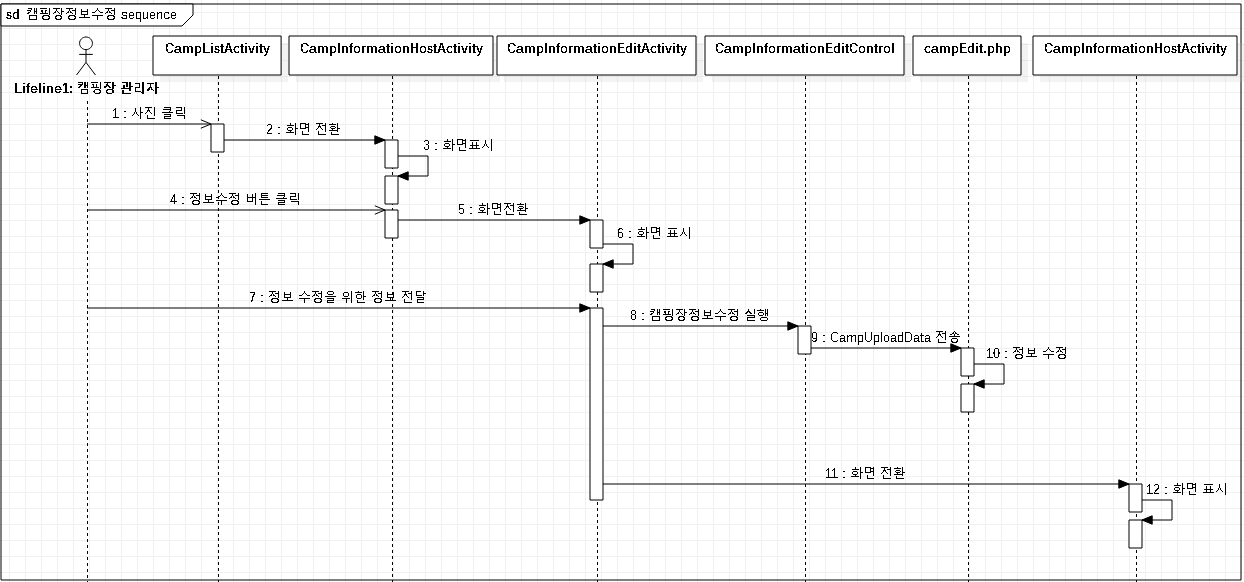 sd 캠핑장정보수정 sequence
CampListActivity
CampInformationHostActivity
CampInformationEditActivity
CampInformationEditControl
campEdit.php
CampInformationHostActivity
Lifeline1: 캠핑장 관리자
1 : 사진 클릭
2 : 화면 전환
3 : 화면표시
4 : 정보수정 버튼 클릭
5 : 화면전환
6 : 화면 표시
7 : 정보 수정을 위한 정보 전달
8 : 캠핑장정보수정 실행
9 : CampUploadData 전송
10 : 정보 수정
11 : 화면 전환
12 : 화면 표시